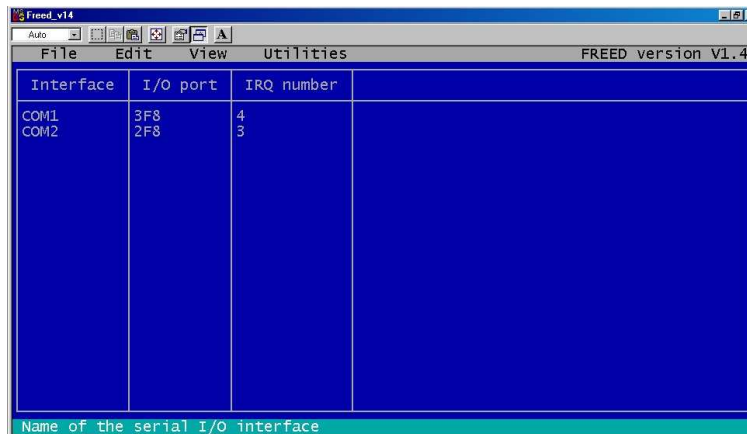 Freed_v14
Auto A
File Edit View Utilities FREED version V1.4
Interface I/O port IRQ number
COM1 3F8 4
COM2 2F8 3
Name of the serial I/O interface